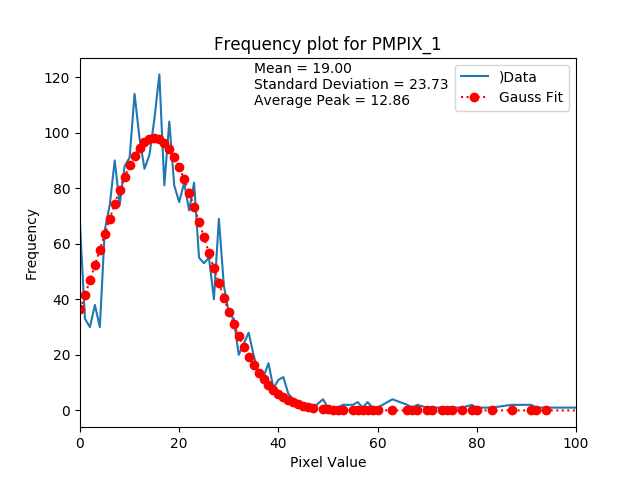 Frequency plot for PMPIX_1
Mean = 19.00
Standard Deviation = 23.73
Average Peak = 12.86
)Data
Gauss Fit
120
100
80
60
40
20
0
Frequency
0 20 40 60 80 100
Pixel Value